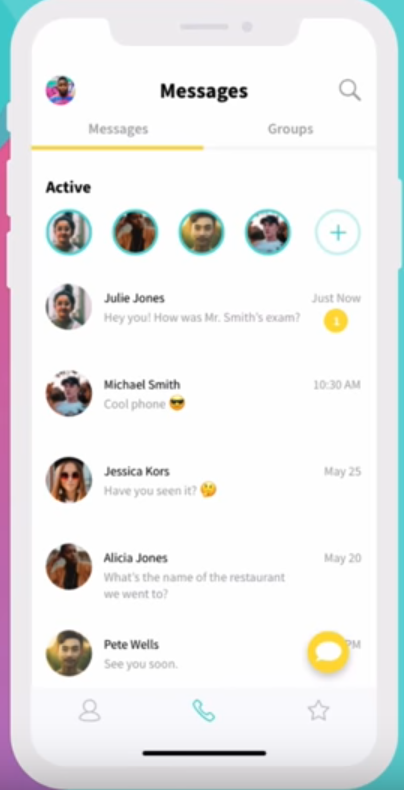 Messages
Messages Groups
Active
Julie Jones Just Now
Hey you! How was Mr. Smith's exam? 1
Michael Smith 10:30 AM
Cool phone 😎
Jessica Kors May 25
Have you seen it? 🤔
Alicia Jones May 20
What's the name of the restaurant
we went to?
Pete Wells PM
See you soon.